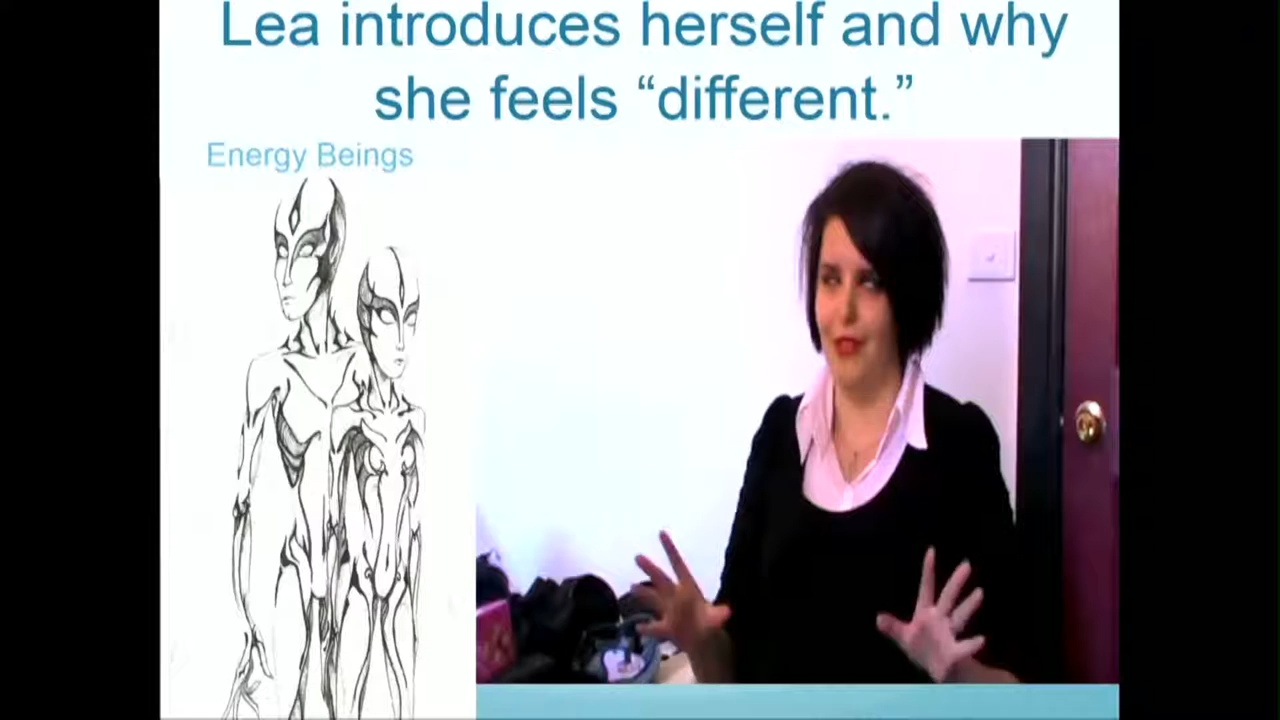 Lea introduces herself and why
she feels “different.”
Energy Beings